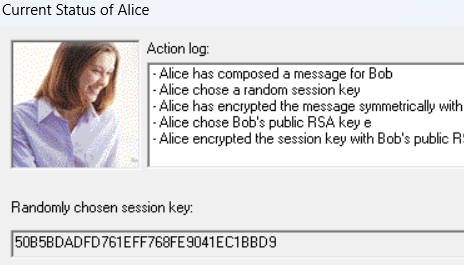 Current Status of Alice
Action log:
- Alice has composed a message for Bob
- Alice chose a random session key
- Alice has encrypted the message symmetrically with
- Alice chose Bob's public RSA key e
- Alice encrypted the session key with Bob's public RS
Randomly chosen session key:
50B5BDADFD761EFF768FE9041EC1BBD9